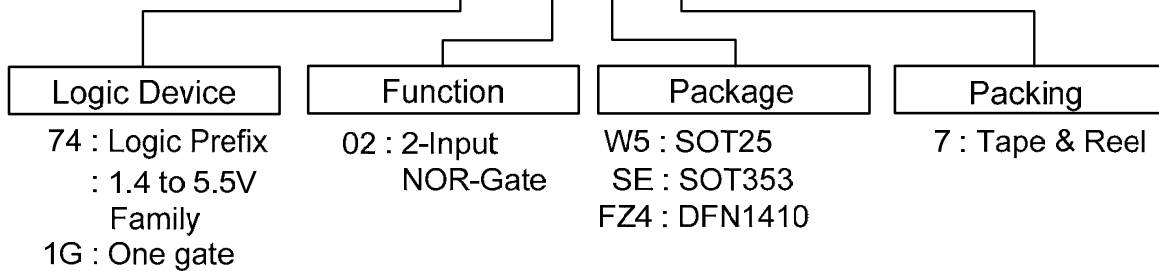 Logic Device
74 : Logic Prefix
: 1.4 to 5.5V
Family
1G : One gate
Function
02 : 2-Input
NOR-Gate
Package
W5 : SOT25
SE : SOT353
FZ4 : DFN1410
Packing
7 : Tape & Reel